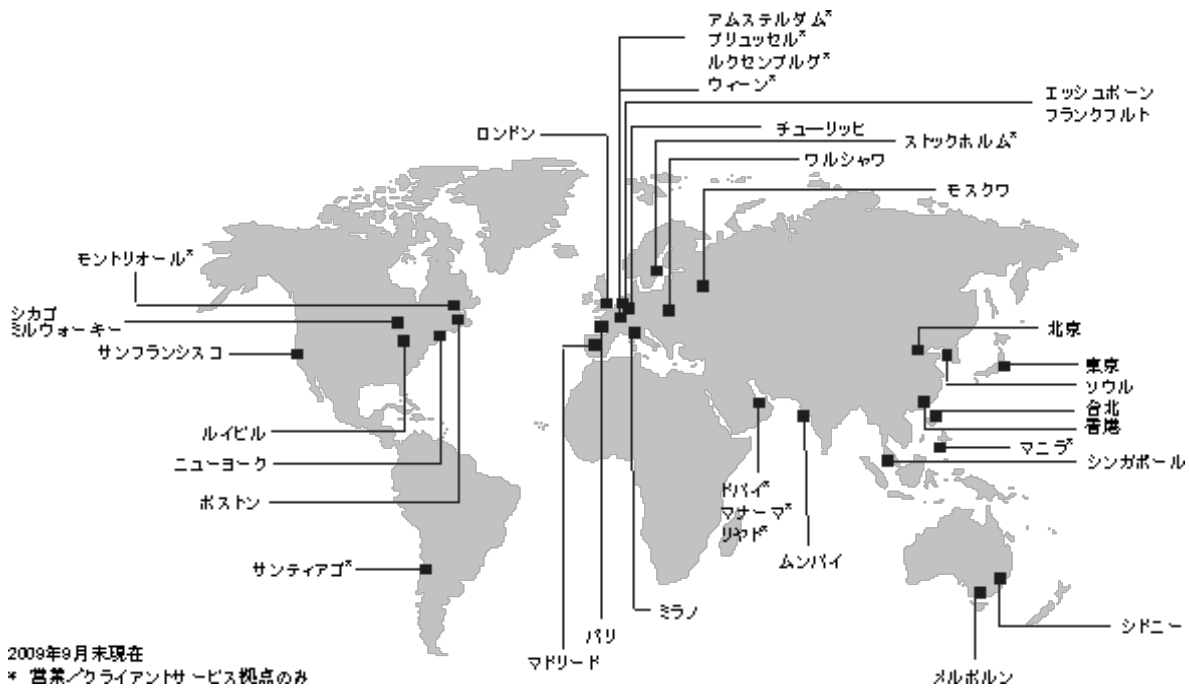 アムステルダム*
ブリュッセル*
ルクセンブルグ*
ウィーン*
エッシュボーン
フランクフルト
ロンドン
チューリッヒ
ストックホルム*
ワルシャワ
モスクワ
モントリオール*
シカゴ
ミルウォーキー
サンフランシスコ
北京
東京
ソウル
台北
香港
マニラ*
シンガポール
ルイビル
ニューヨーク
ボストン
ドバイ*
マナーマ*
リヤド*
ムンバイ
サンティアゴ*
ミラノ
パリ
マドリード
シドニー
メルボルン
2009年9月末現在
* 営業/クライアントサービス拠点のみ